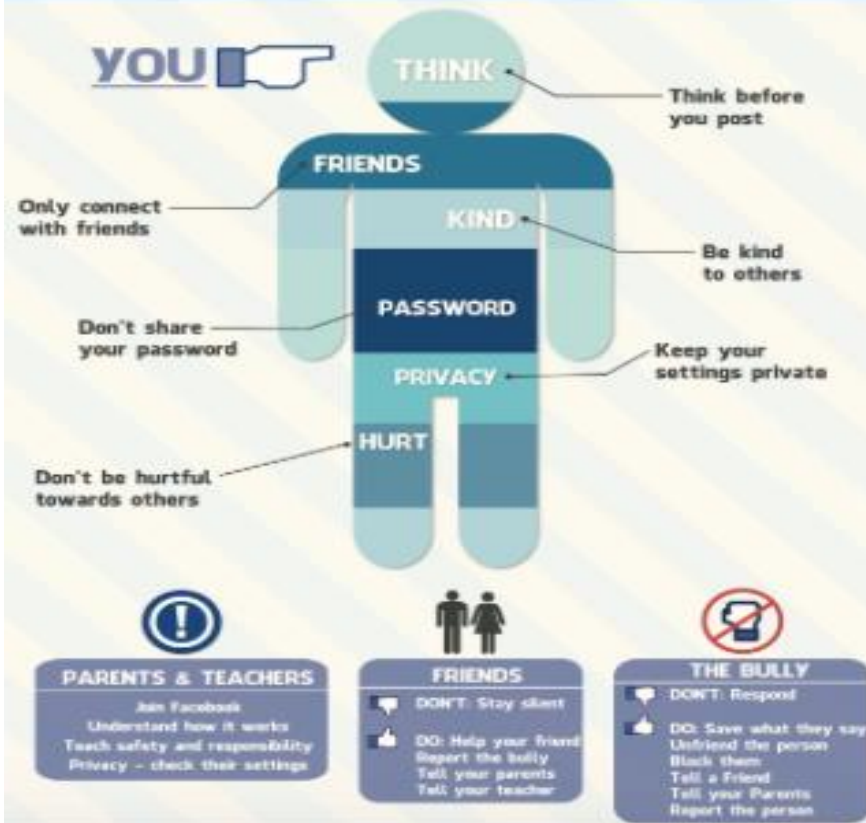 YOU
THINK
Think before
you post
FRIENDS
Only connect
with friends
KIND
Be kind
to others
PASSWORD
Don't share
your password
PRIVACY
Keep your
settings private
HURT
Don't be hurtful
towards others
PARENTS & TEACHERS
Join Facebook
Understand how it works
Teach safety and responsibility
Privacy – check their settings
FRIENDS
DON'T: Stay silent
DO: Help your friend
Report the bully
Tell your parents
Tell your teacher
THE BULLY
DON'T: Respond
DO: Save what they say
Unfriend the person
Block them
Tell a Friend
Tell your Parents
Report the person